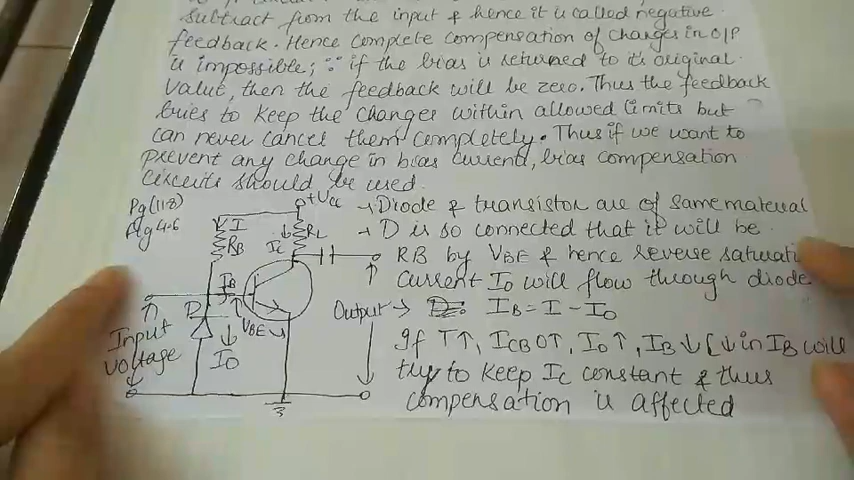 subtract from the input & hence it is called negative
feedback. Hence complete compensation of changes in O/P
is impossible; ∵ if the bias is returned to its original
value, then the feedback will be zero. Thus the feedback
tries to keep the changes within allowed limits but
can never cancel them completely. Thus if we want to
prevent any change in bias current, bias compensation
circuits should be used.
Pg(118)
Fig 4.6
+VCC
I
RB
IC
RL
IB
D
VBE
IO
Input
voltage
Output →
→ Diode & transistor are of same material
→ D is so connected that it will be
RB by VBE & hence reverse saturati
current IO will flow through diode
IB = I - IO
If T↑, ICBO↑, IO↑, IB↓ [↓ in IB will
try to keep IC constant & thus
compensation is affected